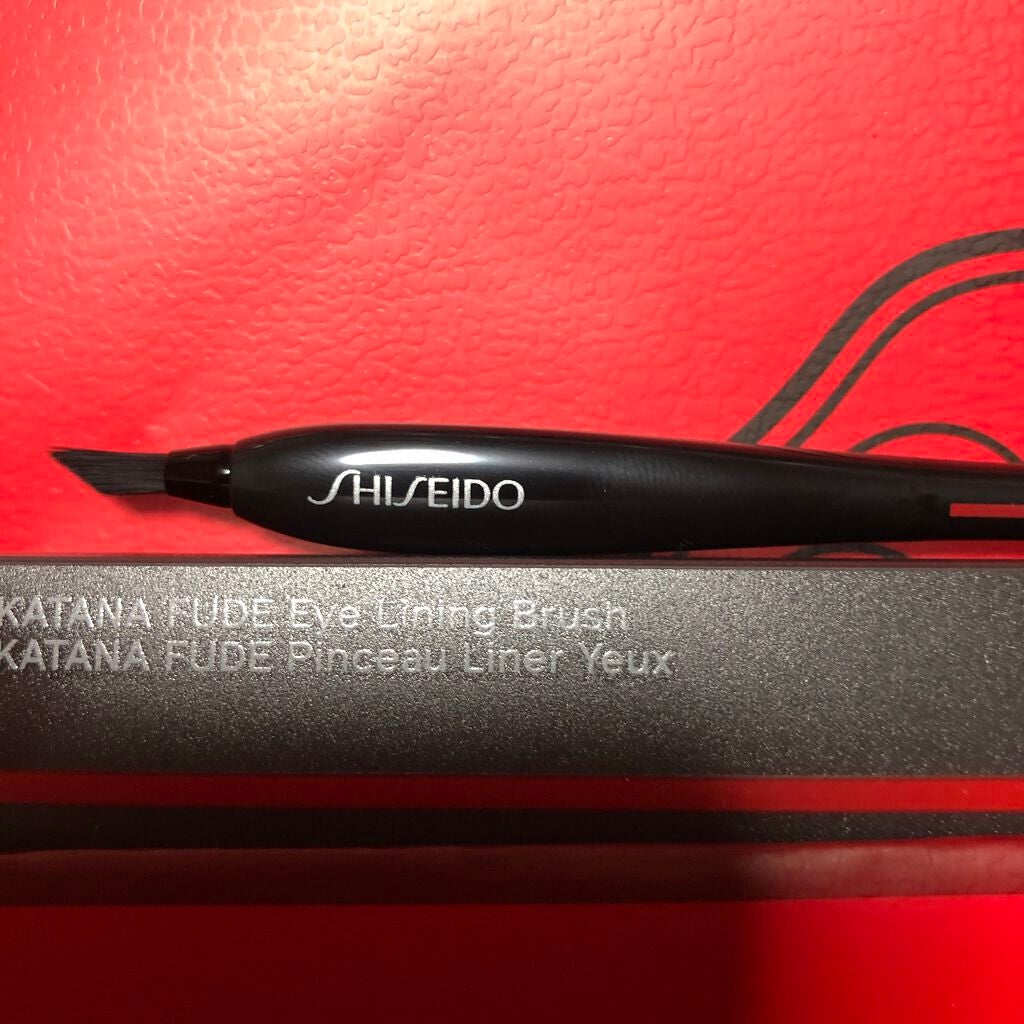 SHISEIDO
KATANA FUDE Eye Lining Brush
KATANA FUDE Pinceau Liner Yeux